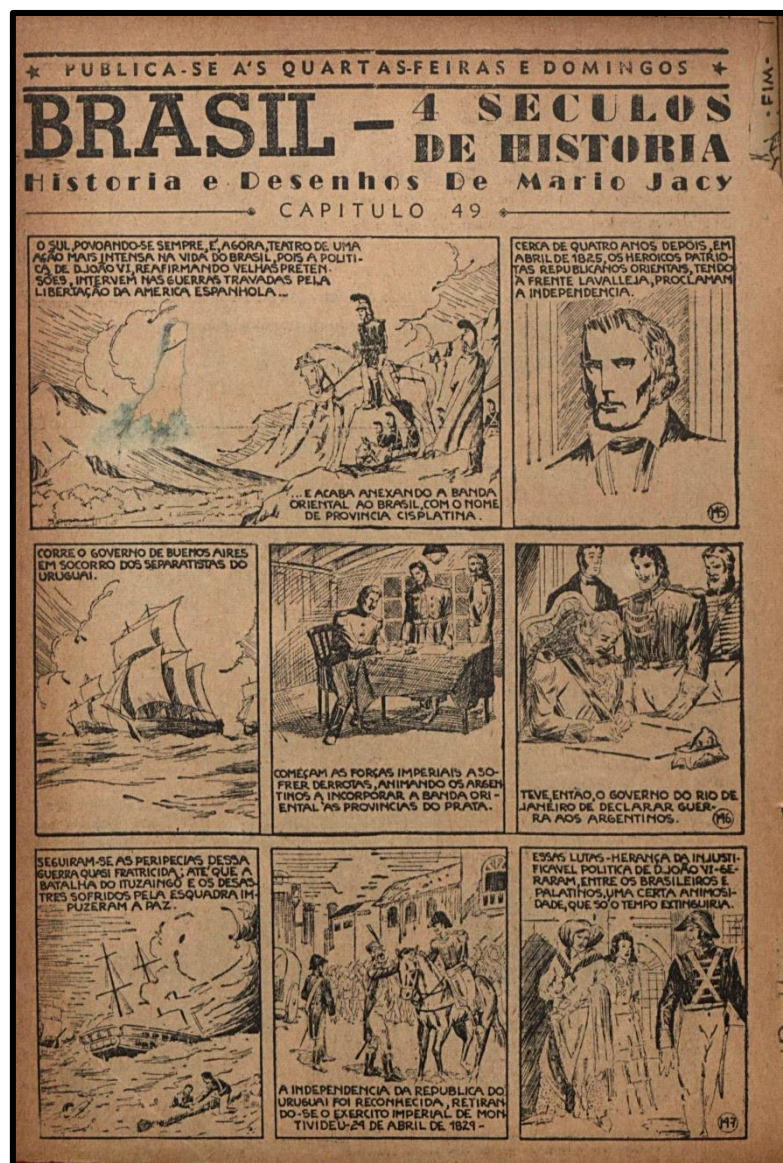 ★ PUBLICA-SE A'S QUARTAS-FEIRAS E DOMINGOS ★
BRASIL – 4 SECULOS
DE HISTORIA
Historia e Desenhos De Mario Jacy
CAPITULO 49
-FIM-
O SUL, POVOANDO-SE SEMPRE, E', AGORA, TEATRO DE UMA
AÇÃO MAIS INTENSA NA VIDA DO BRASIL, POIS A POLITI-
CA DE D.JOÃO VI, REAFIRMANDO VELHAS PRETEN-
SÕES, INTERVEM NAS GUERRAS TRAVADAS PELA
LIBERTAÇÃO DA AMERICA ESPANHOLA...
...E ACABA ANEXANDO A BANDA
ORIENTAL AO BRASIL, COM O NOME
DE PROVINCIA CISPLATINA.
CERCA DE QUATRO ANOS DEPOIS, EM
ABRIL DE 1825, OS HEROICOS PATRIO-
TAS REPUBLICANOS ORIENTAIS, TENDO
À FRENTE LAVALLEJA, PROCLAMAM
A INDEPENDENCIA.
145
CORRE O GOVERNO DE BUENOS AIRES
EM SOCORRO DOS SEPARATISTAS DO
URUGUAI.
COMEÇAM AS FORÇAS IMPERIAIS A SO-
FRER DERROTAS, ANIMANDO OS ARGEN-
TINOS A INCORPORAR A BANDA ORI-
ENTAL ÀS PROVINCIAS DO PRATA.
TEVE, ENTÃO, O GOVERNO DO RIO DE
JANEIRO DE DECLARAR GUER-
RA AOS ARGENTINOS.
146
SEGUIRAM-SE AS PERIPECIAS DESSA
GUERRA QUASI FRATRICIDA; ATE' QUE A
BATALHA DO ITUZAINGÓ E OS DESAS-
TRES SOFRIDOS PELA ESQUADRA IM-
PUZERAM A PAZ.
A INDEPENDENCIA DA REPUBLICA DO
URUGUAI FOI RECONHECIDA, RETIRAN-
DO-SE O EXERCITO IMPERIAL DE MON-
TIVIDEU-24 DE ABRIL DE 1829-
ESSAS LUTAS-HERANÇA DA INJUSTI-
FICAVEL POLITICA DE D.JOÃO VI-GE-
RARAM, ENTRE OS BRASILEIROS E
PALATINOS, UMA CERTA ANIMOSI-
DADE, QUE SO' O TEMPO EXTINGUIRIA.
147